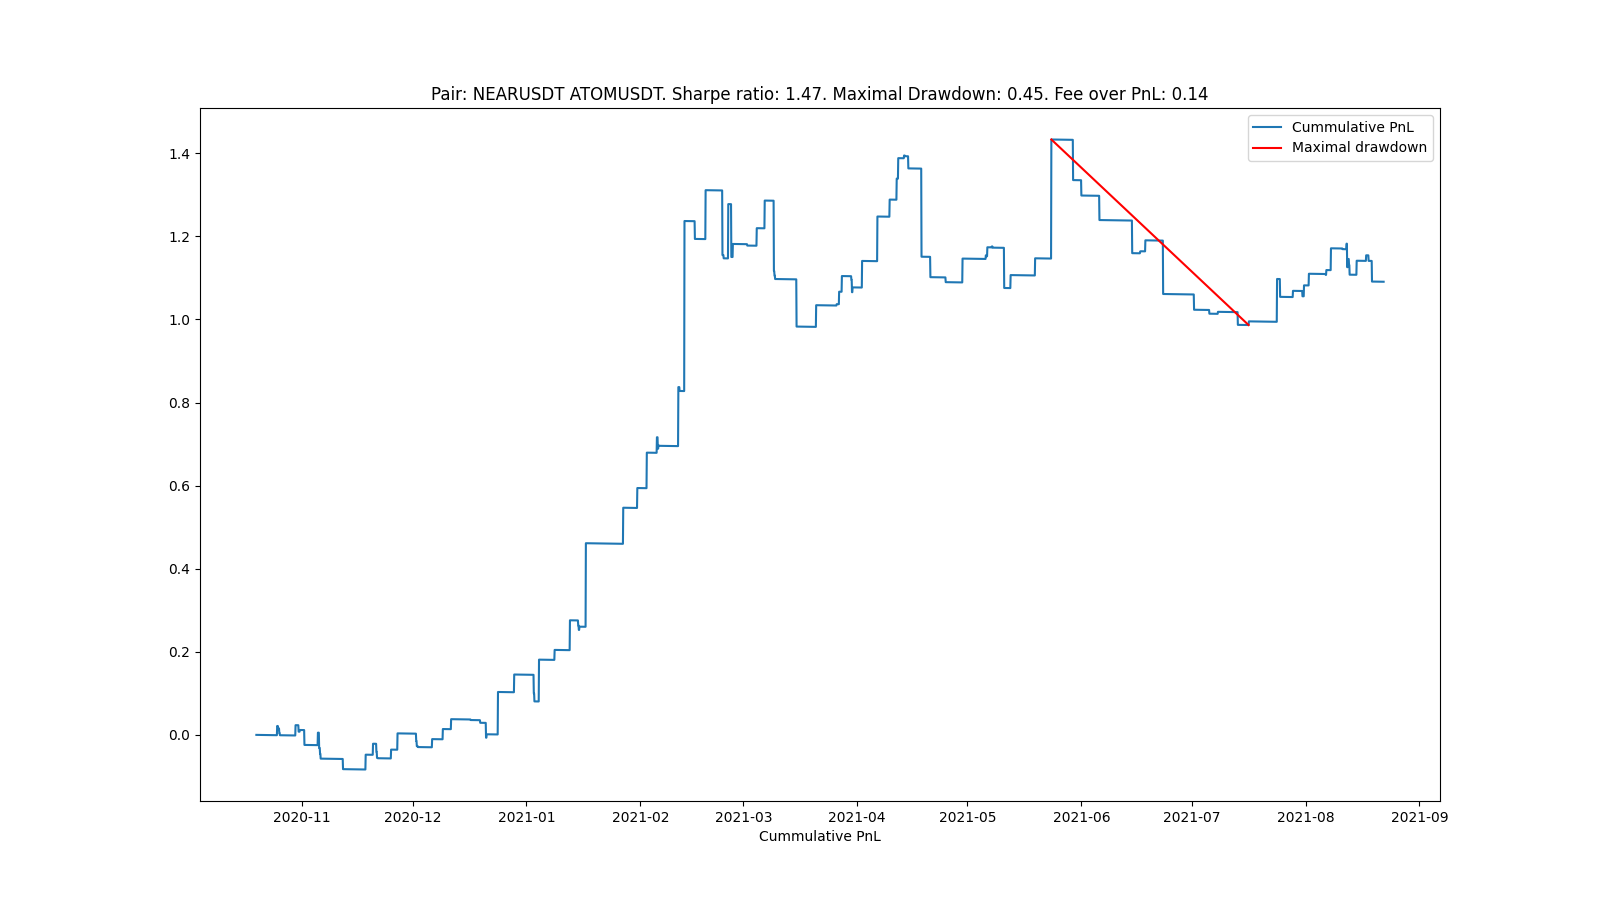 Pair: NEARUSDT ATOMUSDT. Sharpe ratio: 1.47. Maximal Drawdown: 0.45. Fee over PnL: 0.14
Cummulative PnL
Maximal drawdown
1.4
1.2
1.0
0.8
0.6
0.4
0.2
0.0
2020-11 2020-12 2021-01 2021-02 2021-03 2021-04 2021-05 2021-06 2021-07 2021-08 2021-09
Cummulative PnL